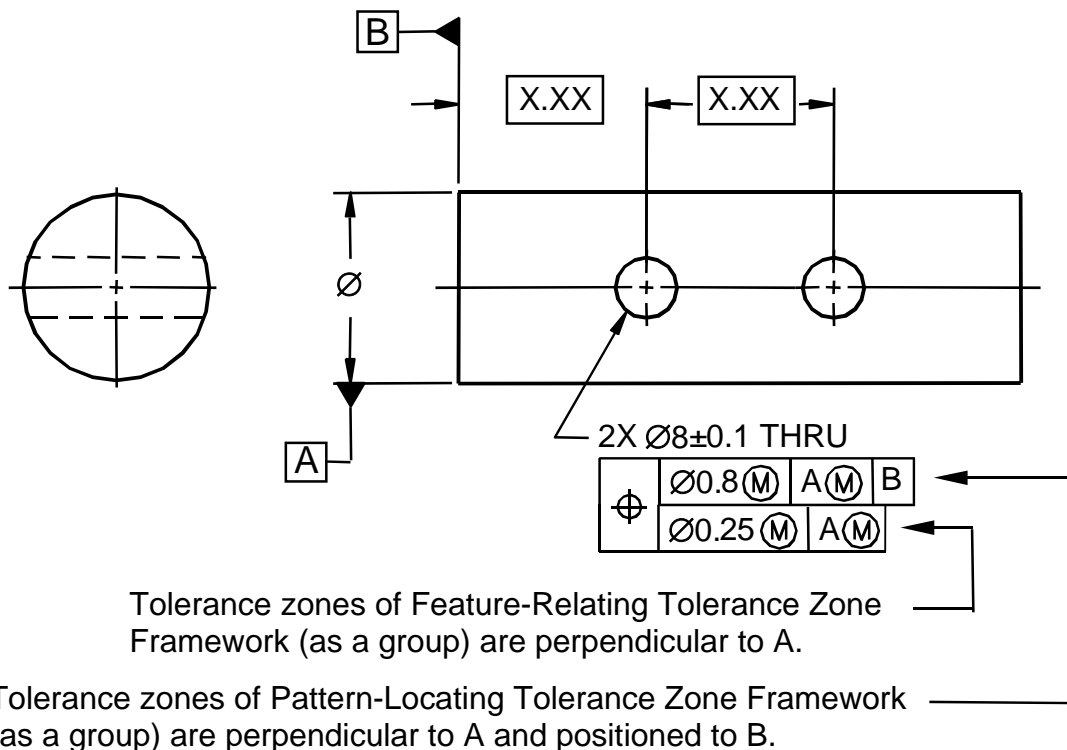 B
X.XX X.XX
Ø
A
2X Ø8±0.1 THRU
⌖ Ø0.8Ⓜ A Ⓜ B
Ø0.25 Ⓜ AⓂ
Tolerance zones of Feature-Relating Tolerance Zone
Framework (as a group) are perpendicular to A.
Tolerance zones of Pattern-Locating Tolerance Zone Framework
(as a group) are perpendicular to A and positioned to B.